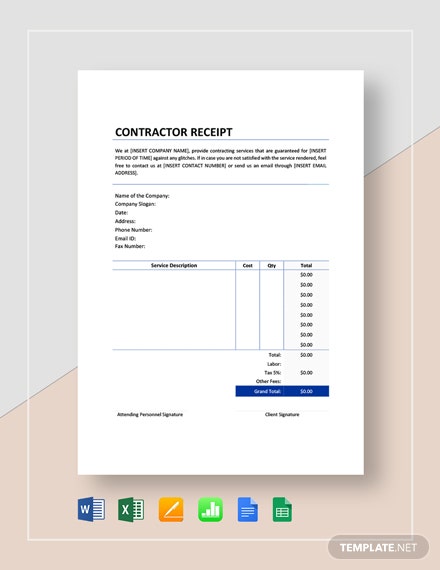 CONTRACTOR RECEIPT
We at [INSERT COMPANY NAME], provide contracting services that are guaranteed for [INSERT
PERIOD OF TIME] against any glitches. If in case you are not satisfied with the service rendered, feel
free to contact us at [INSERT CONTACT NUMBER] or send us an email through [INSERT EMAIL
ADDRESS].
Name of the Company:
Company Slogan:
Date:
Address:
Phone Number:
Email ID:
Fax Number:
Service Description Cost Qty Total
$0.00
$0.00
$0.00
$0.00
$0.00
$0.00
$0.00
$0.00
Total: $0.00
Labor:
Tax 5%: $0.00
Other Fees:
Grand Total: $0.00
Attending Personnel Signature Client Signature
W X
TEMPLATE.NET